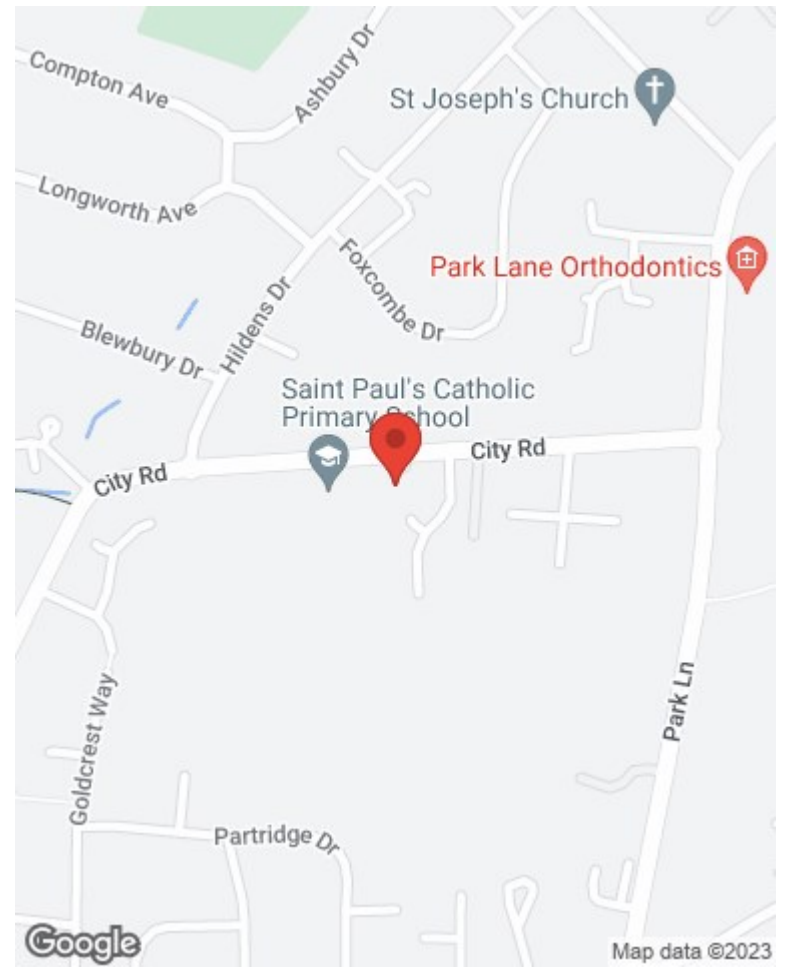 Compton Ave
Ashbury Dr
St Joseph's Church
Longworth Ave
Foxcombe Dr
Park Lane Orthodontics
Hildens Dr
Blewbury Dr
Saint Paul's Catholic
Primary School
City Rd
City Rd
Park Ln
Goldcrest Way
Partridge Dr
Google
Map data ©2023